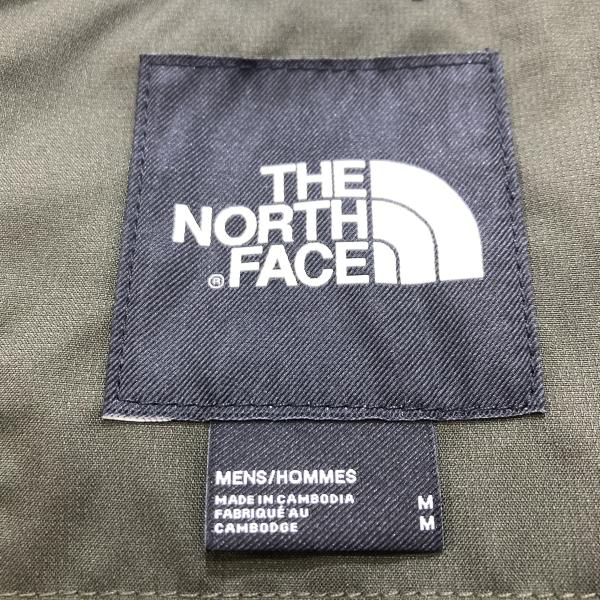 THE
NORTH
® FACE
MENS/HOMMES
MADE IN CAMBODIA M
FABRIQUÉ AU
CAMBODGE M